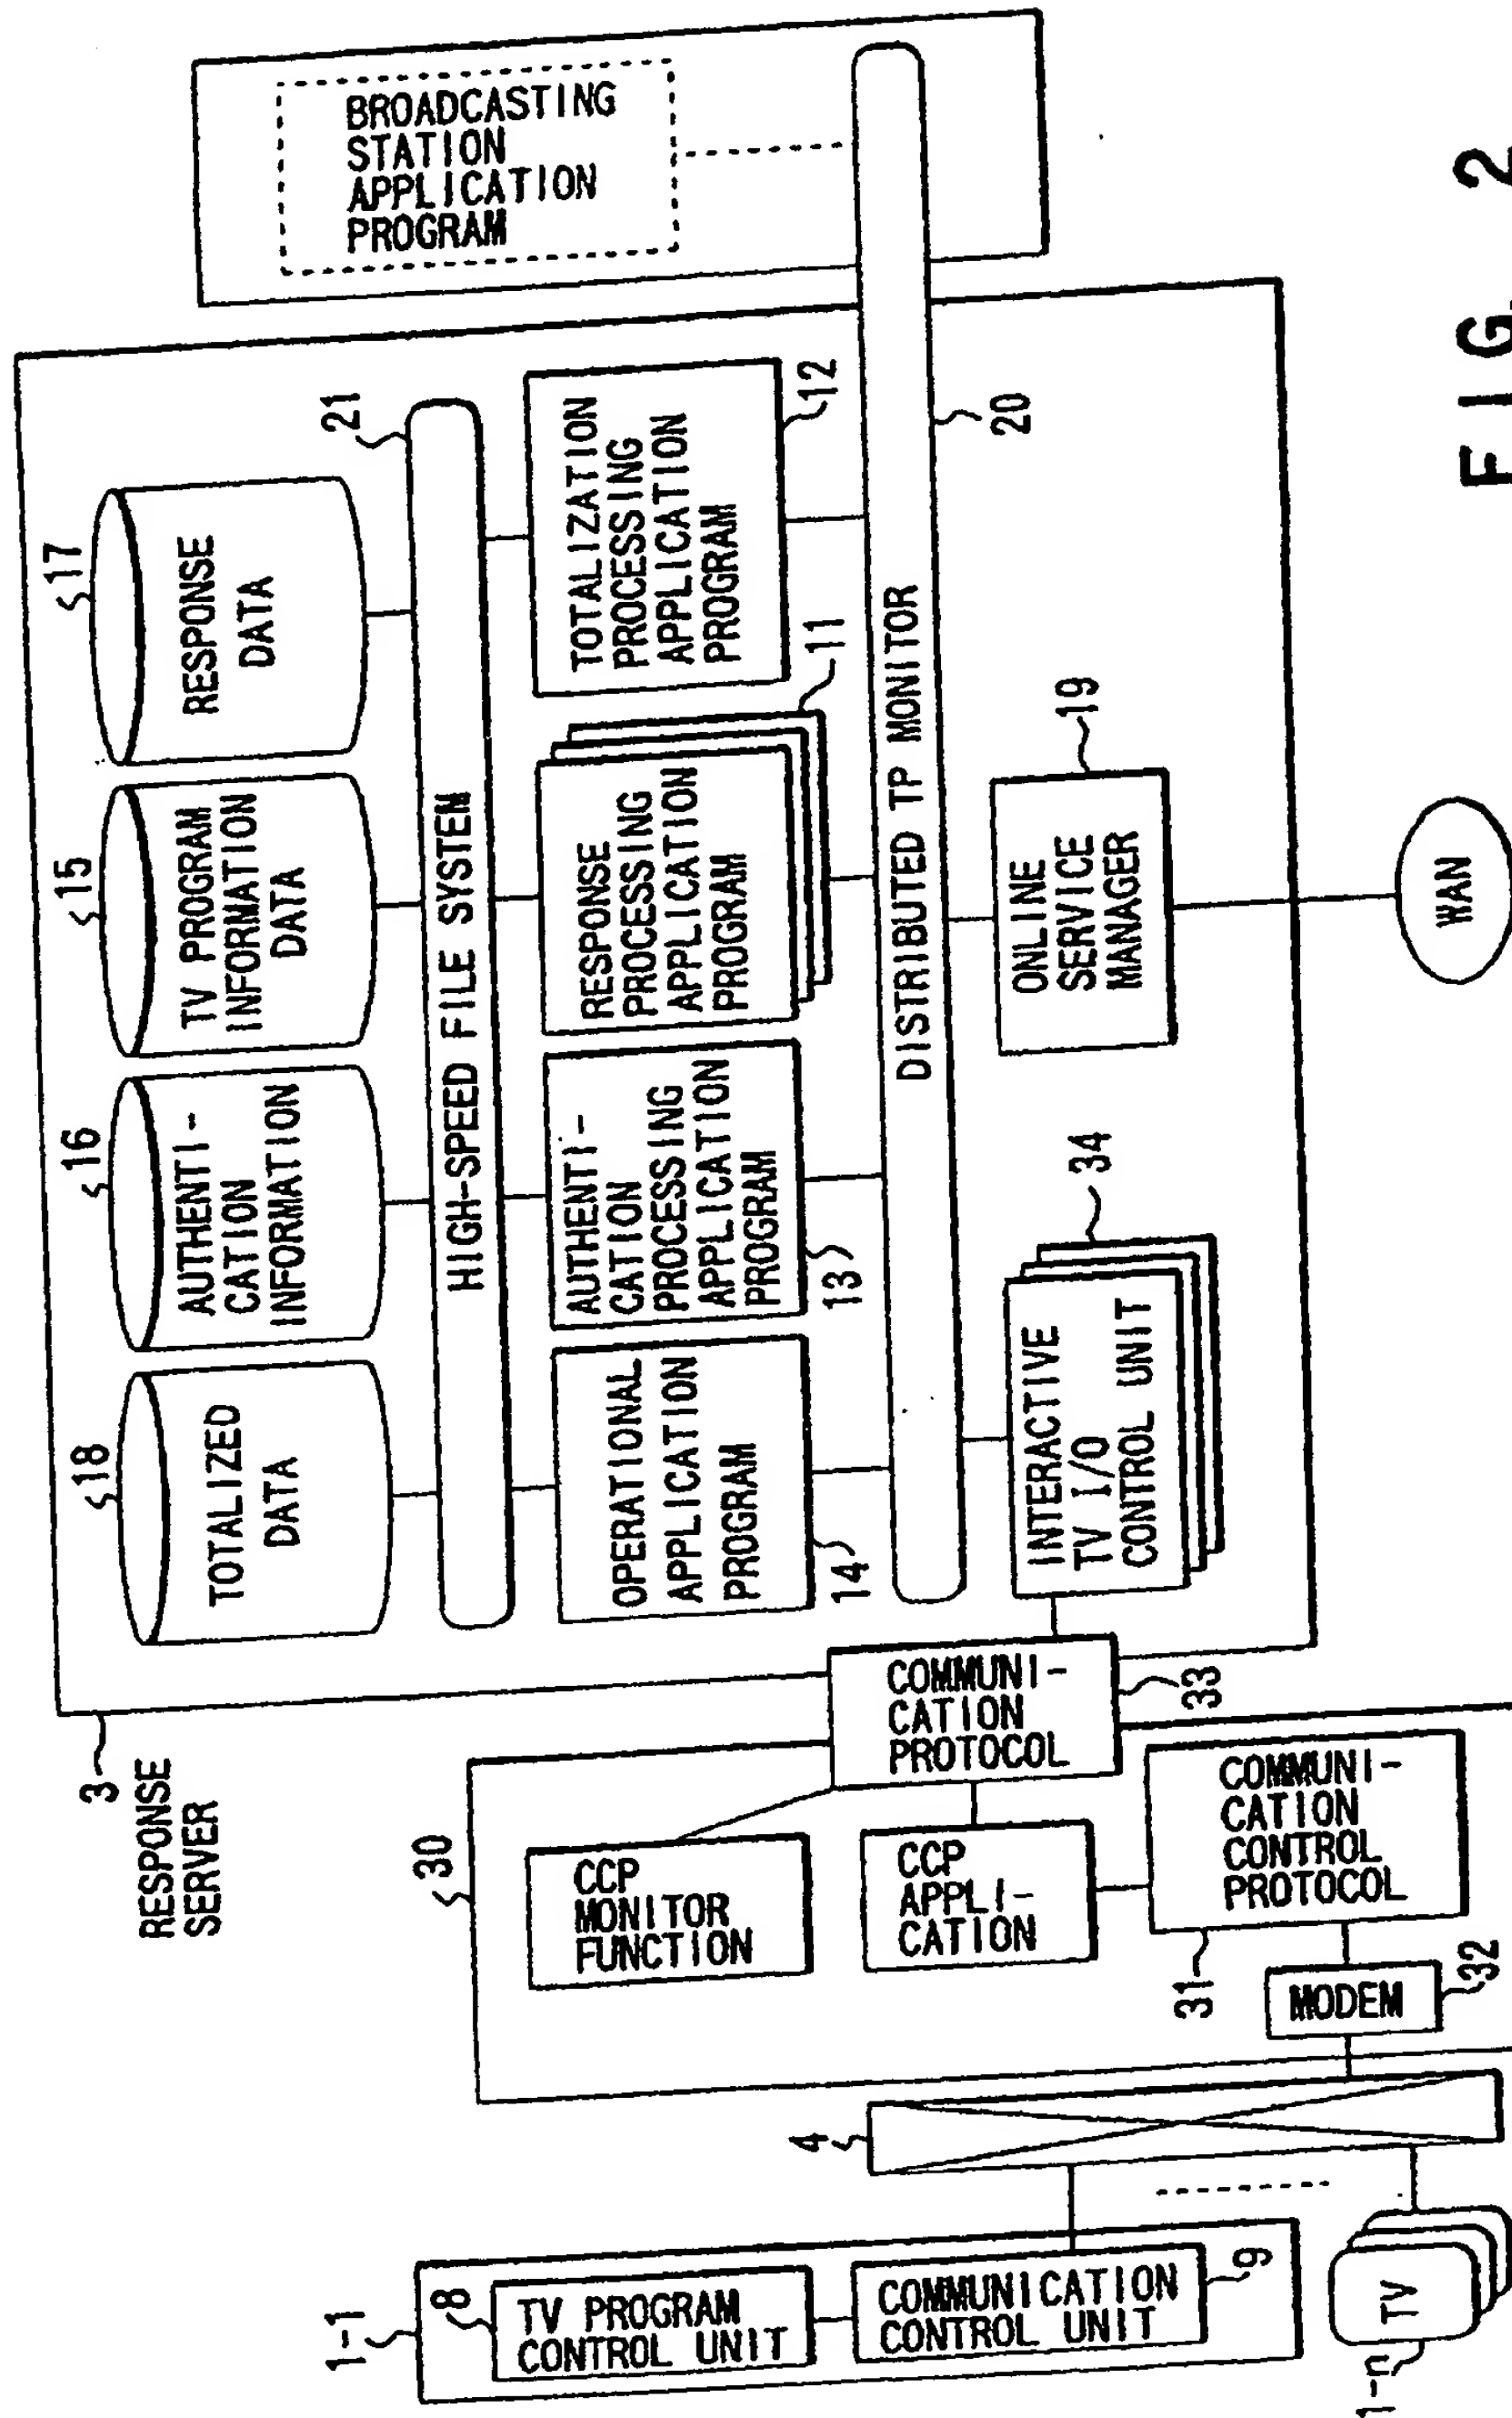 17
15
16
18
RESPONSE
DATA
TV PROGRAM
INFORMATION
DATA
AUTHENTI-
CATION
INFORMATION
TOTALIZED
DATA
21
HIGH-SPEED FILE SYSTEM
TOTALIZATION
PROCESSING
APPLICATION
PROGRAM
12
RESPONSE
PROCESSING
APPLICATION
PROGRAM
11
AUTHENTI-
CATION
PROCESSING
APPLICATION
PROGRAM
13
OPERATIONAL
APPLICATION
PROGRAM
14
BROADCASTING
STATION
APPLICATION
PROGRAM
DISTRIBUTED TP MONITOR
20
ONLINE
SERVICE
MANAGER
19
INTERACTIVE
TV I/O
CONTROL UNIT
34
WAN
3
RESPONSE
SERVER
30
COMMUNI-
CATION
PROTOCOL
33
CCP
MONITOR
FUNCTION
CCP
APPLI-
CATION
COMMUNI-
CATION
CONTROL
PROTOCOL
31
MODEM
32
4
1-1
8
TV PROGRAM
CONTROL UNIT
COMMUNICATION
CONTROL UNIT
9
TV
1-n
FIG. 2